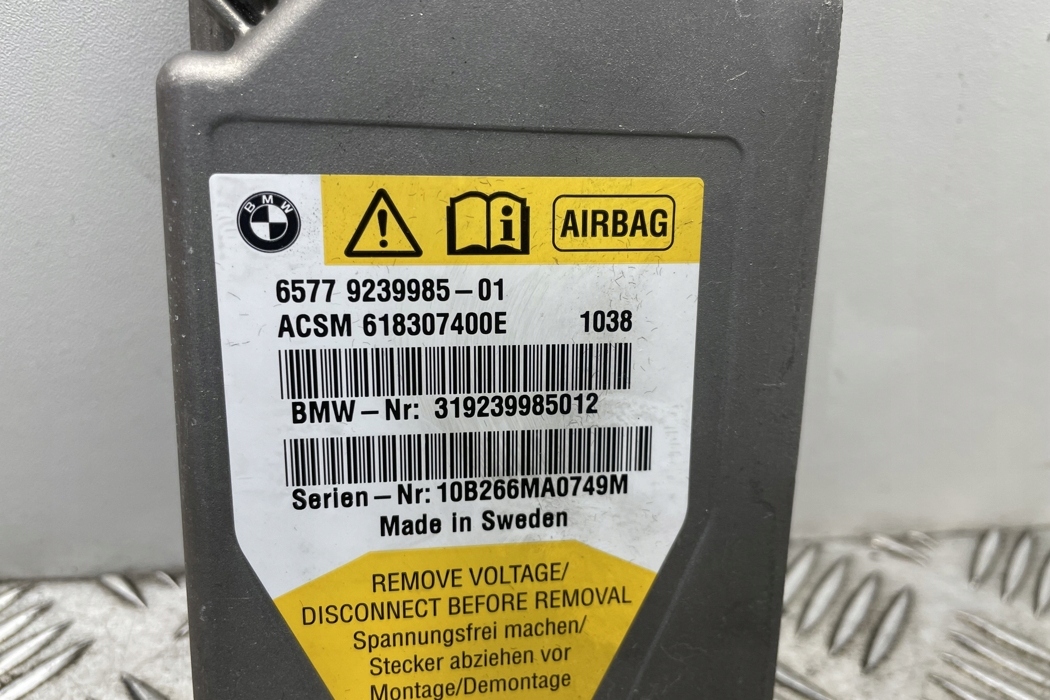 BMW
AIRBAG
6577 9239985-01
ACSM 618307400E 1038
BMW-Nr: 319239985012
Serien-Nr: 10B266MA0749M
Made in Sweden
REMOVE VOLTAGE/
DISCONNECT BEFORE REMOVAL
Spannungsfrei machen/
Stecker abziehen vor
Montage/Demontage